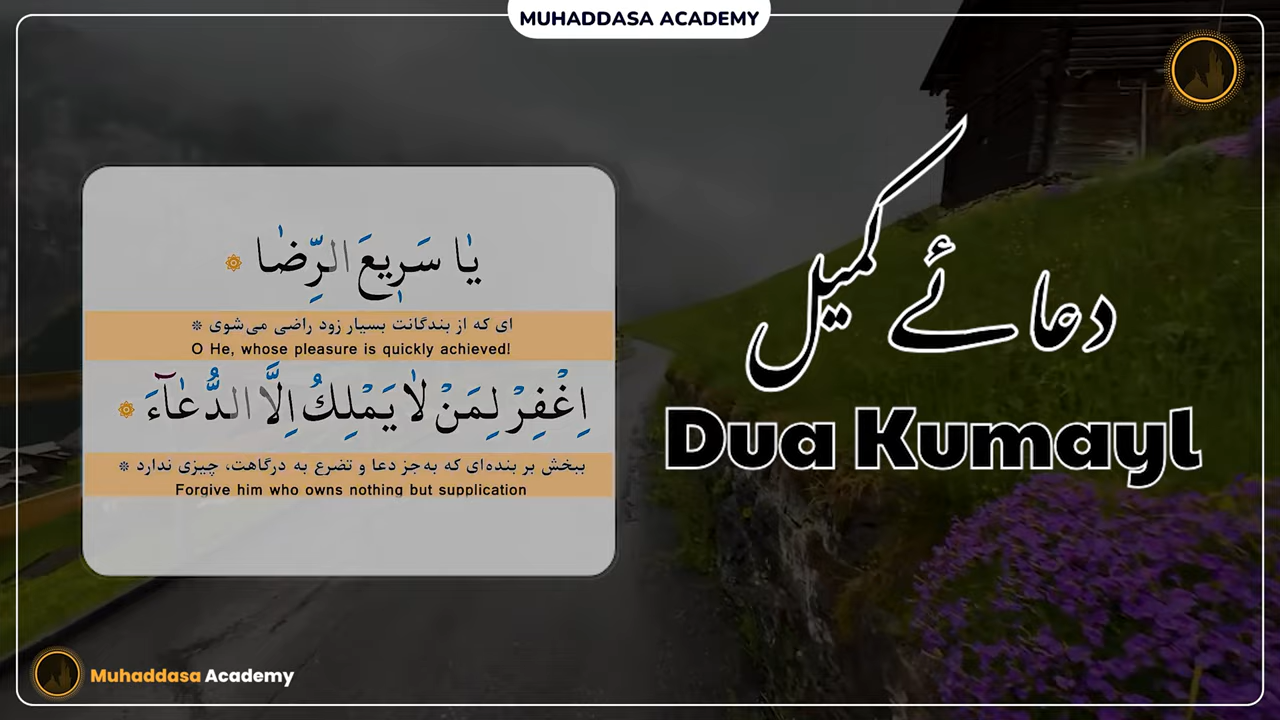 MUHADDASA ACADEMY
يٰا سَرِيعَ الرِّضٰا ۞
ای که از بندگانت بسیار زود راضی می‌شوی ❊
O He, whose pleasure is quickly achieved!
اِغْفِرْ لِمَنْ لٰا يَمْلِكُ اِلَّا الدُّعٰٓاءَ ۞
ببخش بر بنده‌ای که به‌جز دعا و تضرع به درگاهت، چیزی ندارد ❊
Forgive him who owns nothing but supplication
دعائے کمیل
Dua Kumayl
Muhaddasa Academy